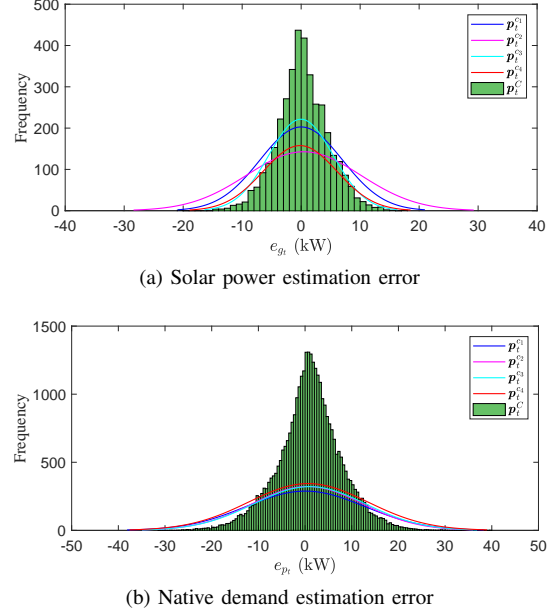 500
400
300
200
100
0
Frequency
-40 -30 -20 -10 0 10 20 30 40
e_{g_t} (kW)
p_t^{c_1}
p_t^{c_2}
p_t^{c_3}
p_t^{c_4}
p_t^C
(a) Solar power estimation error
1500
1000
500
0
Frequency
-50 -40 -30 -20 -10 0 10 20 30 40 50
e_{p_t} (kW)
p_t^{c_1}
p_t^{c_2}
p_t^{c_3}
p_t^{c_4}
p_t^C
(b) Native demand estimation error